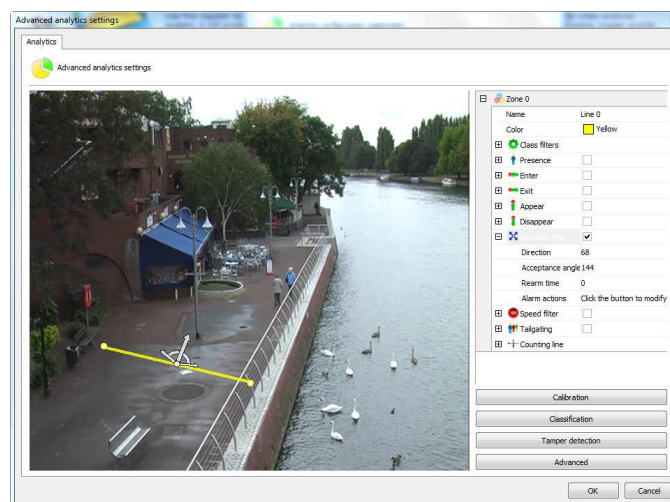 Advanced analytics settings
Analytics
Advanced analytics settings
Zone 0
Name Line 0
Color Yellow
Class filters
Presence
Enter
Exit
Appear
Disappear
Direction 68
Acceptance angle 144
Rearm time 0
Alarm actions Click the button to modify
Speed filter
Tailgating
Counting line
Calibration
Classification
Tamper detection
Advanced
OK Cancel